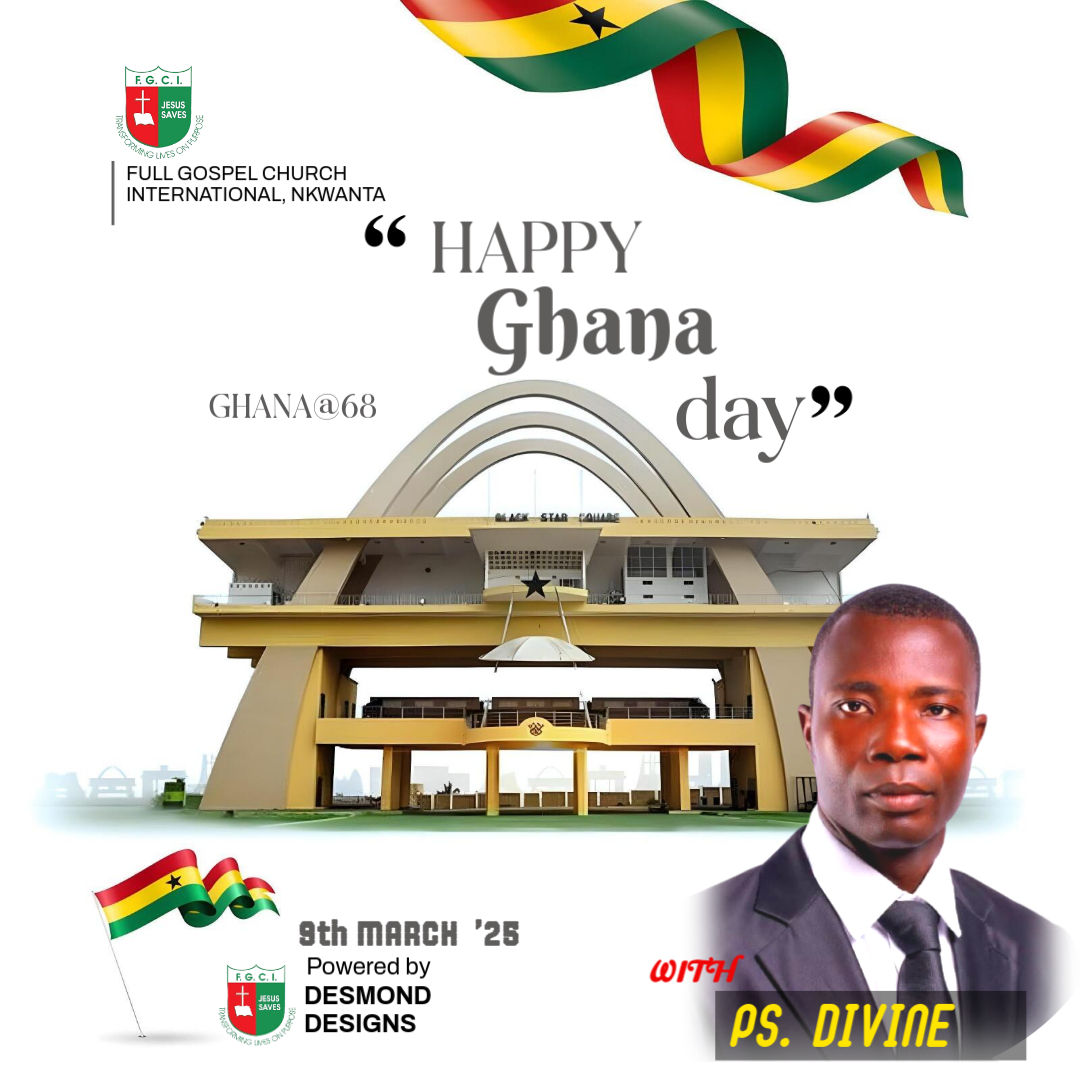 F. G. C. I.
JESUS
SAVES
TRANSFORMING LIVES ON PURPOSE
FULL GOSPEL CHURCH
INTERNATIONAL, NKWANTA
“ HAPPY
Ghana
day”
GHANA@68
BLACK STAR SQUARE
9th MARCH '25
Powered by
DESMOND
DESIGNS
F. G. C. I.
JESUS
SAVES
TRANSFORMING LIVES ON PURPOSE
WITH
PS. DIVINE